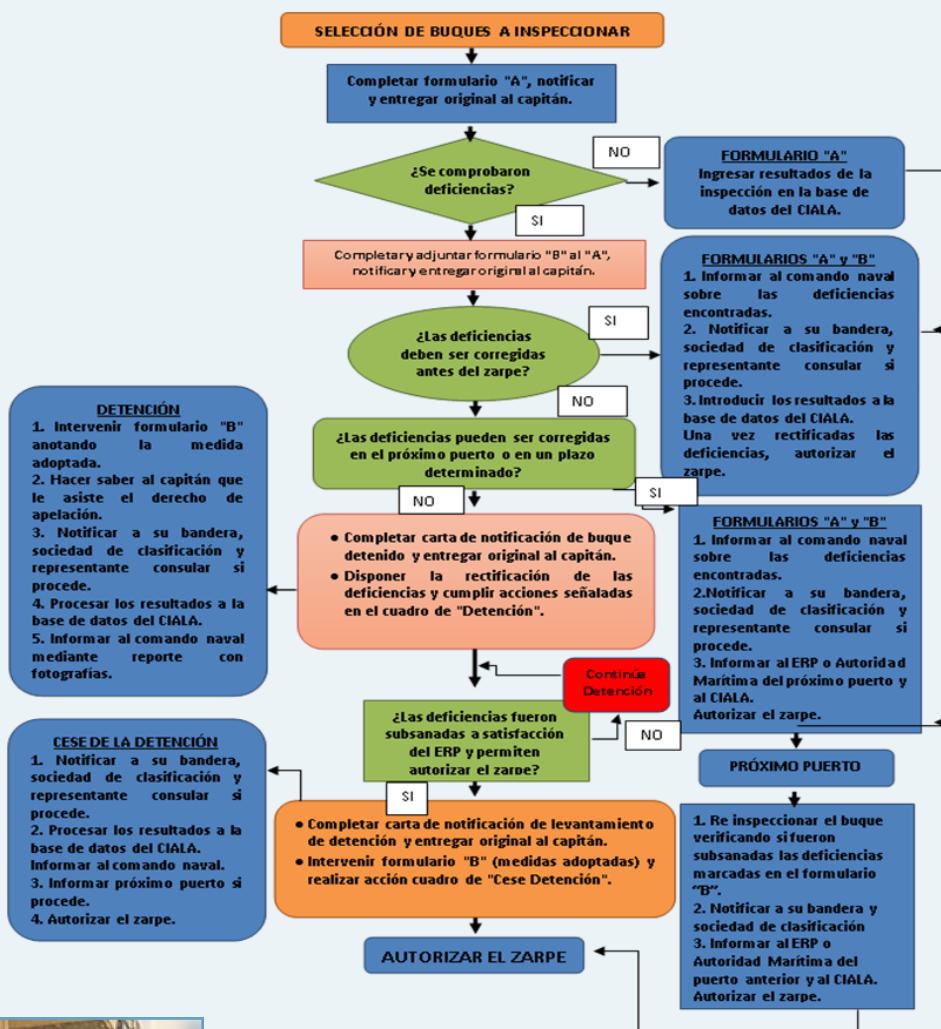 SELECCIÓN DE BUQUES A INSPECCIONAR
Completar formulario "A", notificar
y entregar original al capitán.
¿Se comprobaron
deficiencias?
NO
FORMULARIO "A"
Ingresar resultados de la
inspección en la base de
datos del CIALA.
SI
Completar y adjuntar formulario "B" al "A",
notificar y entregar original al capitán.
¿Las deficiencias
deben ser corregidas
antes del zarpe?
SI
FORMULARIOS "A" y "B"
1. Informar al comando naval
sobre las deficiencias
encontradas.
2. Notificar a su bandera,
sociedad de clasificación y
representante consular si
procede.
3. Introducir los resultados a la
base de datos del CIALA.
Una vez rectificadas las
deficiencias, autorizar el
zarpe.
NO
¿Las deficiencias pueden ser corregidas
en el próximo puerto o en un plazo
determinado?
SI
FORMULARIOS "A" y "B"
1. Informar al comando naval
sobre las deficiencias
encontradas.
2.Notificar a su bandera,
sociedad de clasificación y
representante consular si
procede.
3. Informar al ERP o Autoridad
Marítima del próximo puerto y
al CIALA.
Autorizar el zarpe.
NO
• Completar carta de notificación de buque
detenido y entregar original al capitán.
• Disponer la rectificación de las
deficiencias y cumplir acciones señaladas
en el cuadro de "Detención".
DETENCIÓN
1. Intervenir formulario "B"
anotando la medida
adoptada.
2. Hacer saber al capitán que
le asiste el derecho de
apelación.
3. Notificar a su bandera,
sociedad de clasificación y
representante consular si
procede.
4. Procesar los resultados a la
base de datos del CIALA.
5. Informar al comando naval
mediante reporte con
fotografías.
Continúa
Detención
¿Las deficiencias fueron
subsanadas a satisfacción
del ERP y permiten
autorizar el zarpe?
NO
SI
CESE DE LA DETENCIÓN
1. Notificar a su bandera,
sociedad de clasificación y
representante consular si
procede.
2. Procesar los resultados a la
base de datos del CIALA.
Informar al comando naval.
3. Informar próximo puerto si
procede.
4. Autorizar el zarpe.
• Completar carta de notificación de levantamiento
de detención y entregar original al capitán.
• Intervenir formulario "B" (medidas adoptadas) y
realizar acción cuadro de "Cese Detención".
PRÓXIMO PUERTO
1. Re inspeccionar el buque
verificando si fueron
subsanadas las deficiencias
marcadas en el formulario
“B”.
2. Notificar a su bandera y
sociedad de clasificación
3. Informar al ERP o
Autoridad Marítima del
puerto anterior y al CIALA.
Autorizar el zarpe.
AUTORIZAR EL ZARPE